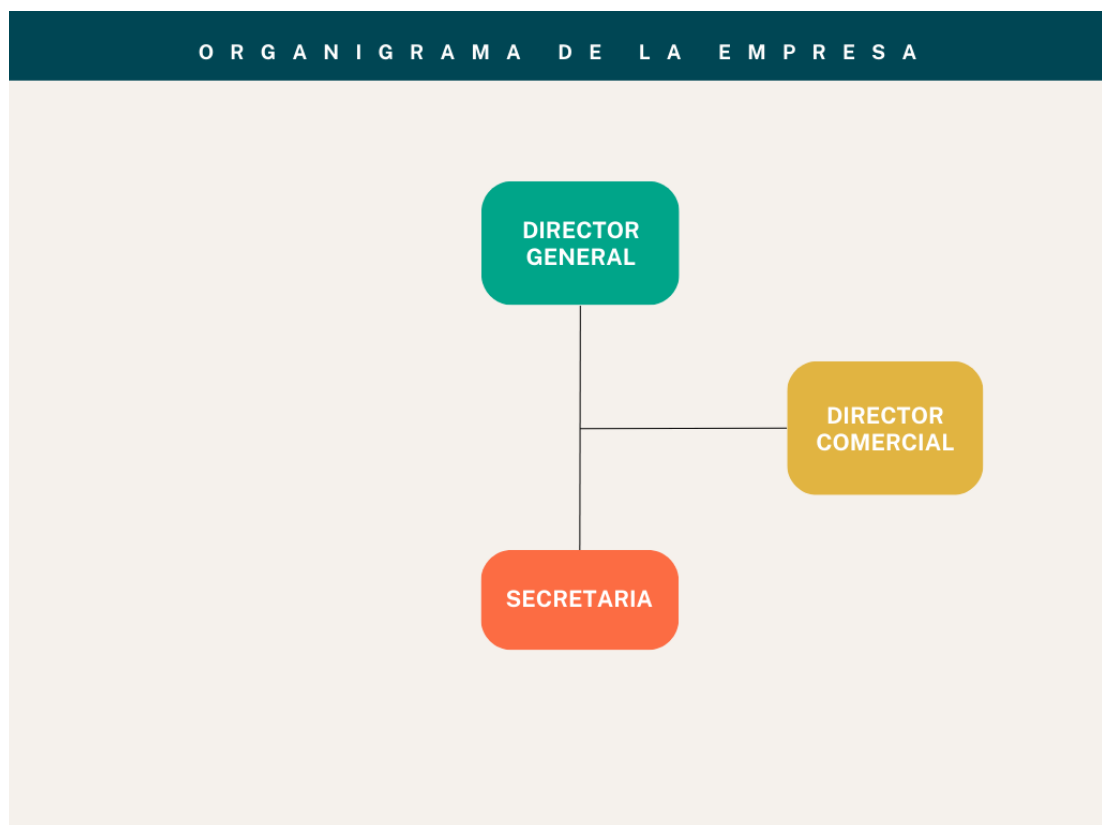 ORGANIGRAMA DE LA EMPRESA
DIRECTOR
GENERAL
DIRECTOR
COMERCIAL
SECRETARIA